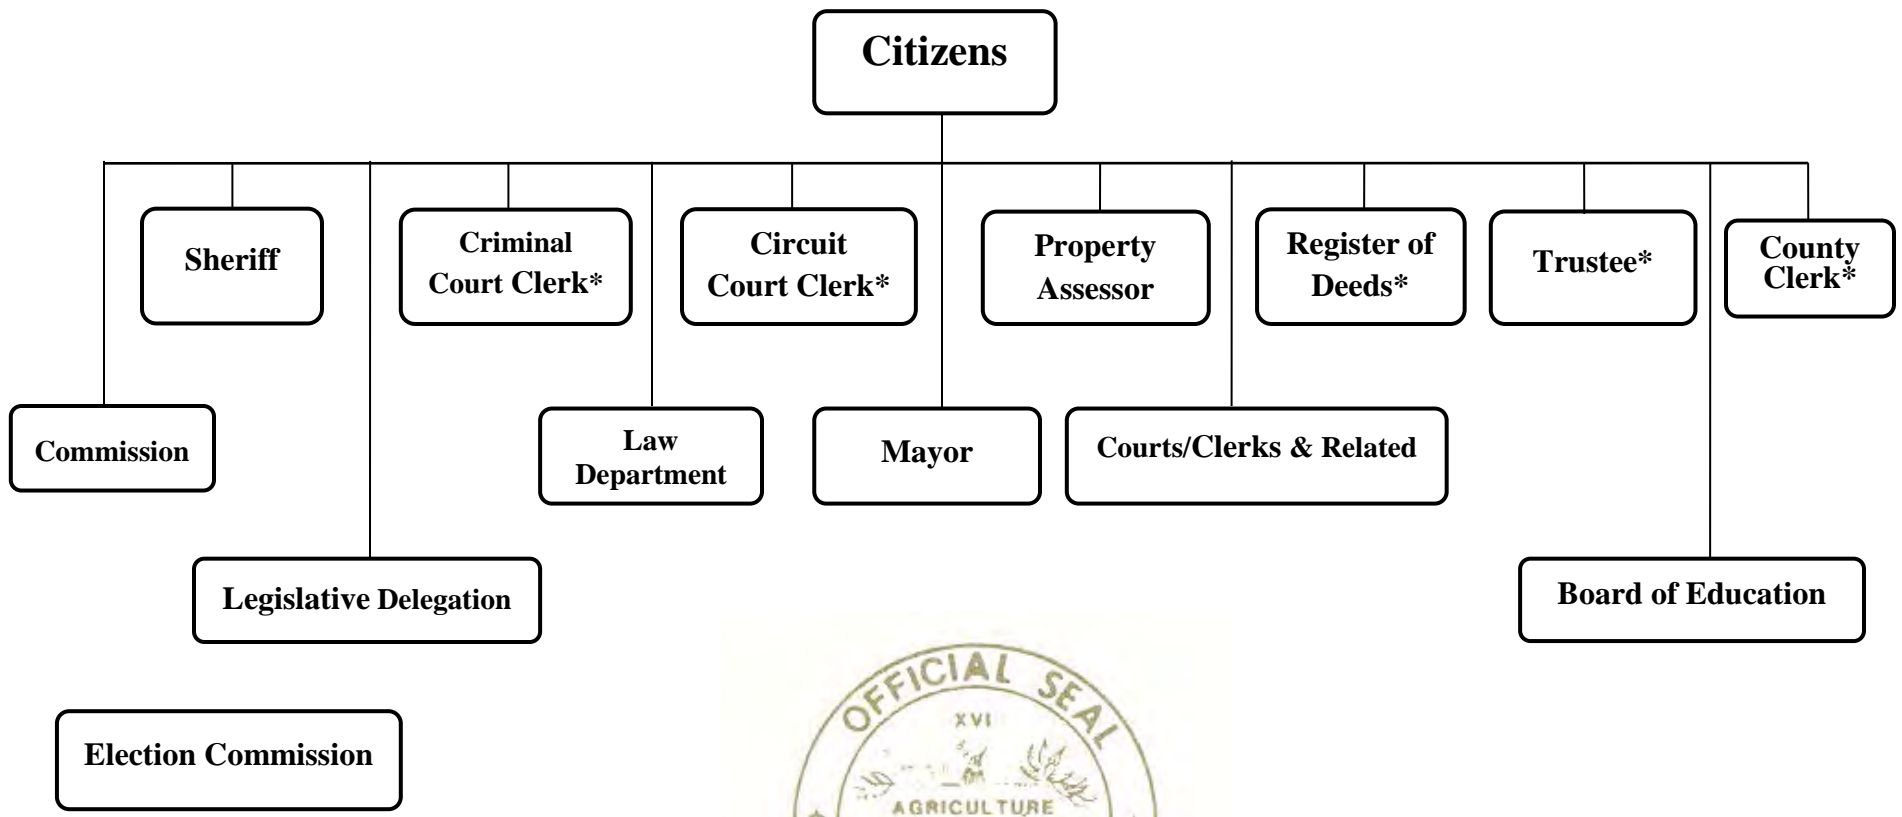 Citizens
Sheriff
Criminal
Court Clerk*
Circuit
Court Clerk*
Property
Assessor
Register of
Deeds*
Trustee*
County
Clerk*
Commission
Law
Department
Mayor
Courts/Clerks & Related
Legislative Delegation
Board of Education
Election Commission
OFFICIAL SEAL
XVI
AGRICULTURE